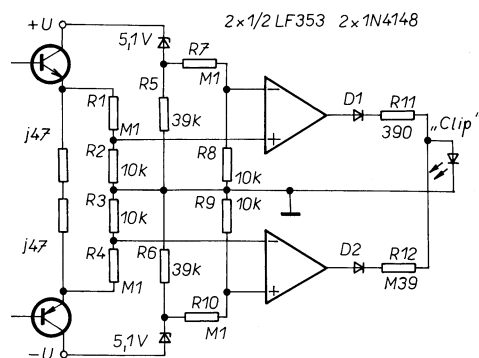 +U
5,1V
R7
2×1/2 LF353 2×1N4148
R1
R5
M1
D1
R11
„Clip'
j47
M1
39k
390
R2
R8
10k
10k
R3
R9
10k
10k
j47
R4
R6
D2
R12
M1
39k
R10
M39
5,1V
M1
−U
− + − +